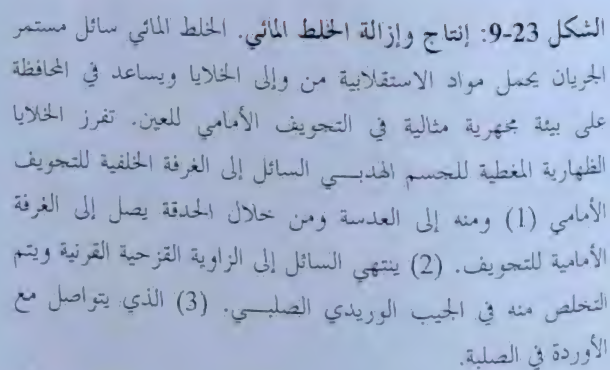 الشكل 23-9: إنتاج وإزالة الخلط المائي. الخلط المائي سائل مستمر
الجريان يحمل مواد الاستقلابية من وإلى الخلايا ويساعد في المحافظة
على بيئة مجهرية مثالية في التجويف الأمامي للعين. تفرز الخلايا
الظهارية المغطية للجسم الهدبـي السائل إلى الغرفة الخلفية للتجويف
الأمامي (1) ومنه إلى العدسة ومن خلال الحدقة يصل إلى الغرفة
الأمامية للتجويف. (2) ينتهي السائل إلى الزاوية القزحية القرنية ويتم
التخلص منه في الجيب الوريدي الصلبـي. (3) الذي يتواصل مع
الأوردة في الصلبة.